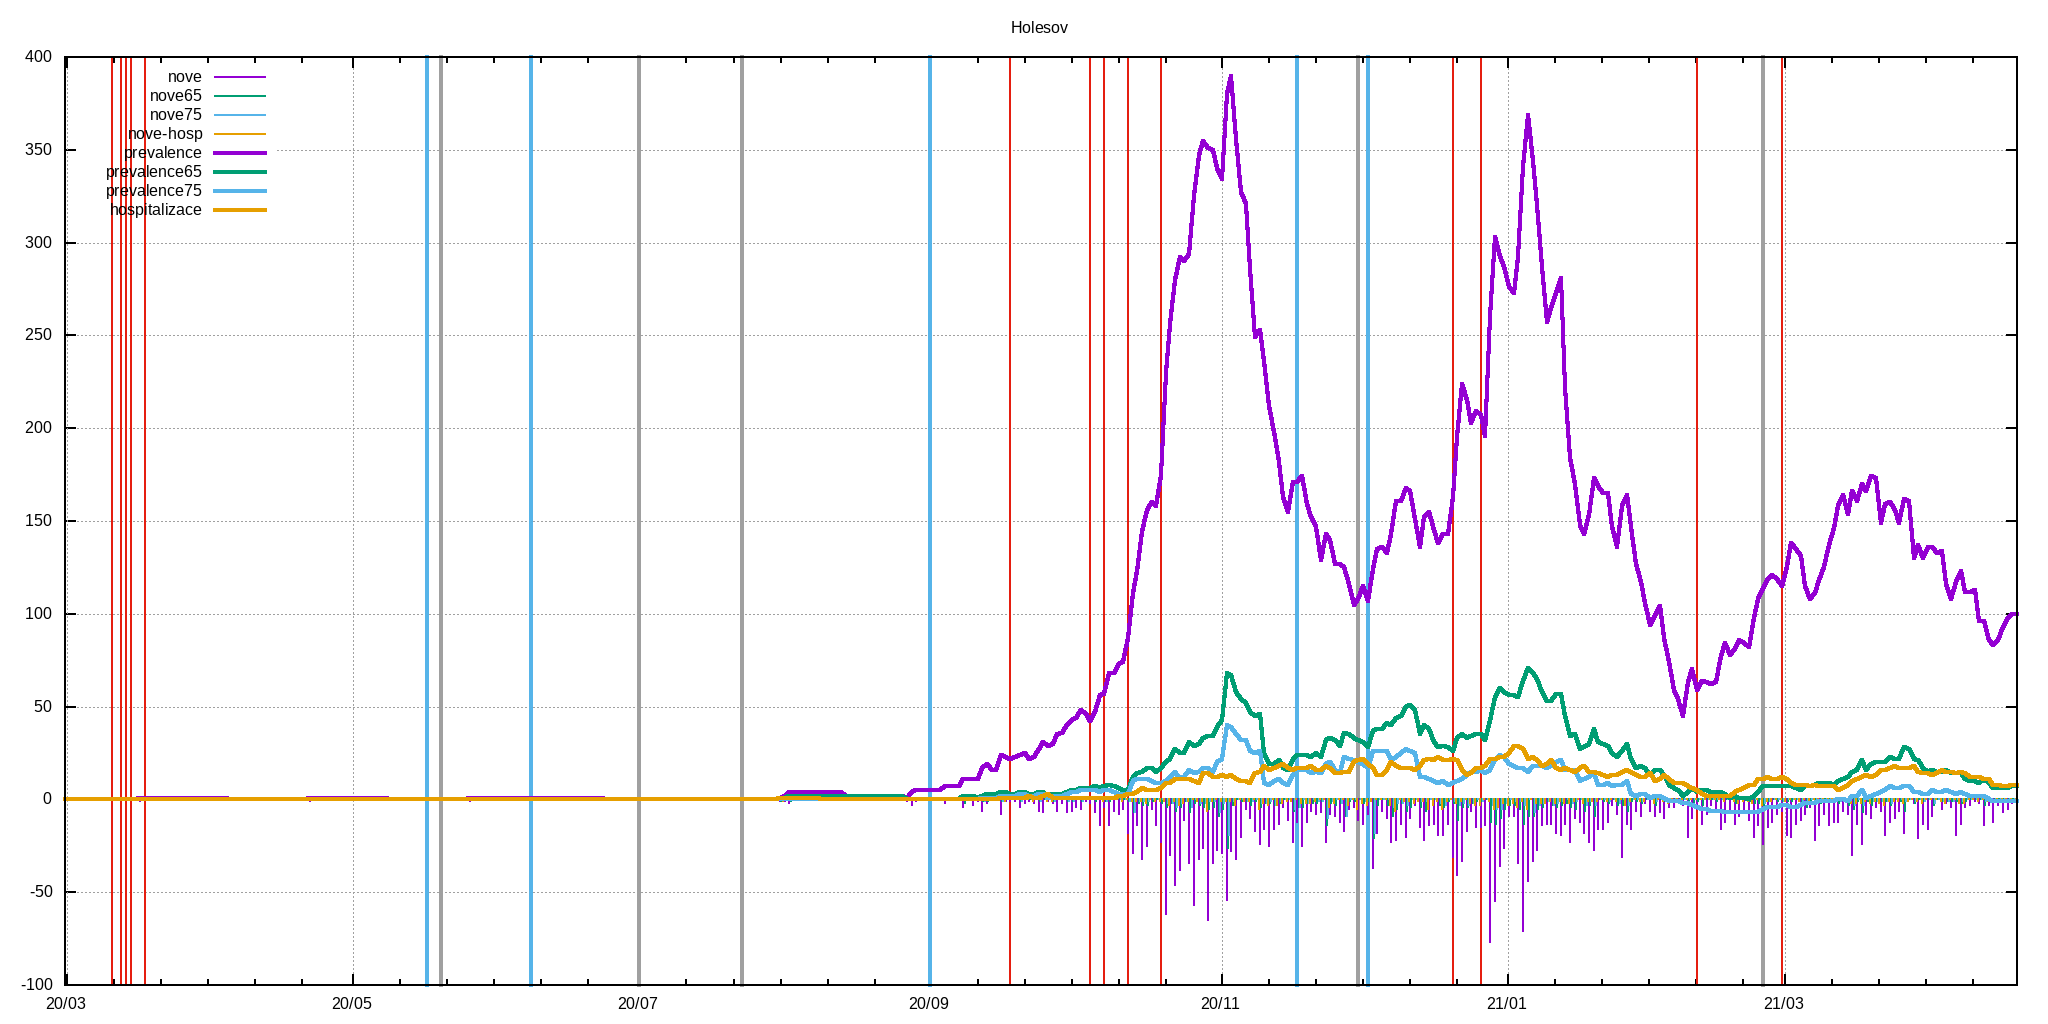 Holesov
400
350
300
250
200
150
100
50
0
-50
-100
nove
nove65
nove75
nove-hosp
prevalence
prevalence65
prevalence75
hospitalizace
20/03 20/05 20/07 20/09 20/11 21/01 21/03